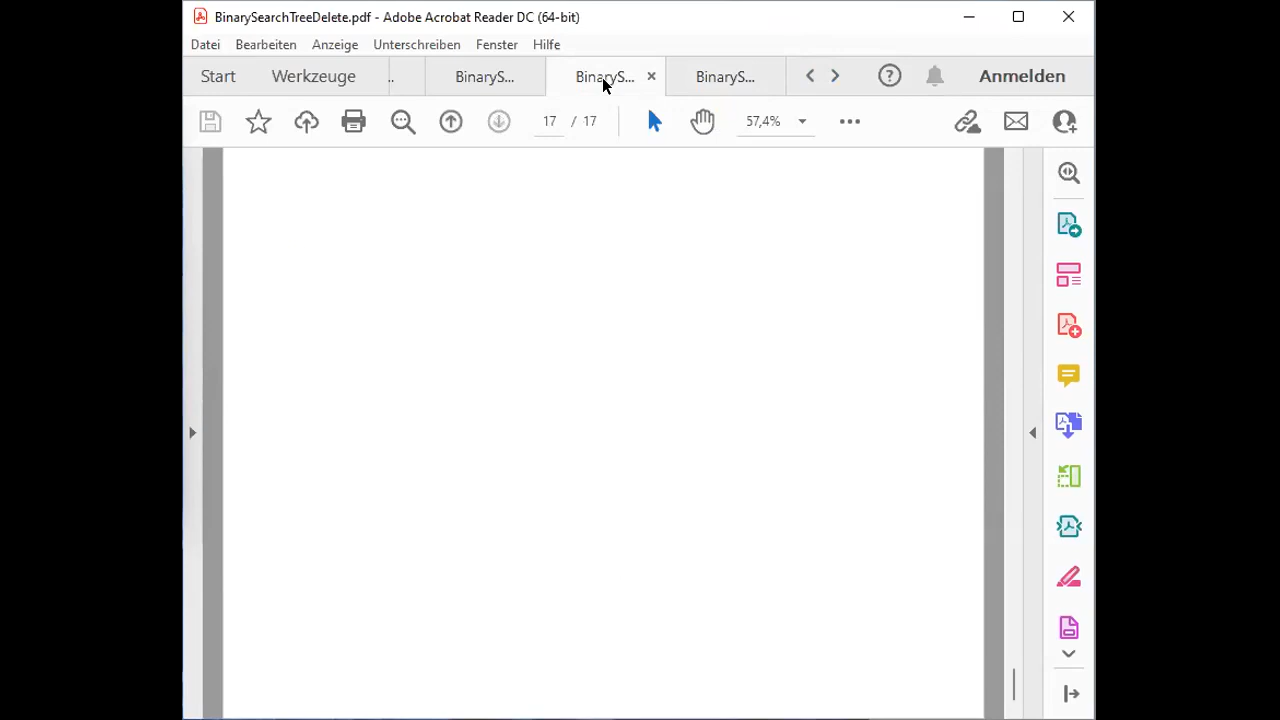 BinarySearchTreeDelete.pdf - Adobe Acrobat Reader DC (64-bit)
Datei Bearbeiten Anzeige Unterschreiben Fenster Hilfe
Start Werkzeuge .. BinaryS... BinaryS... BinaryS... Anmelden
17 / 17 57,4%